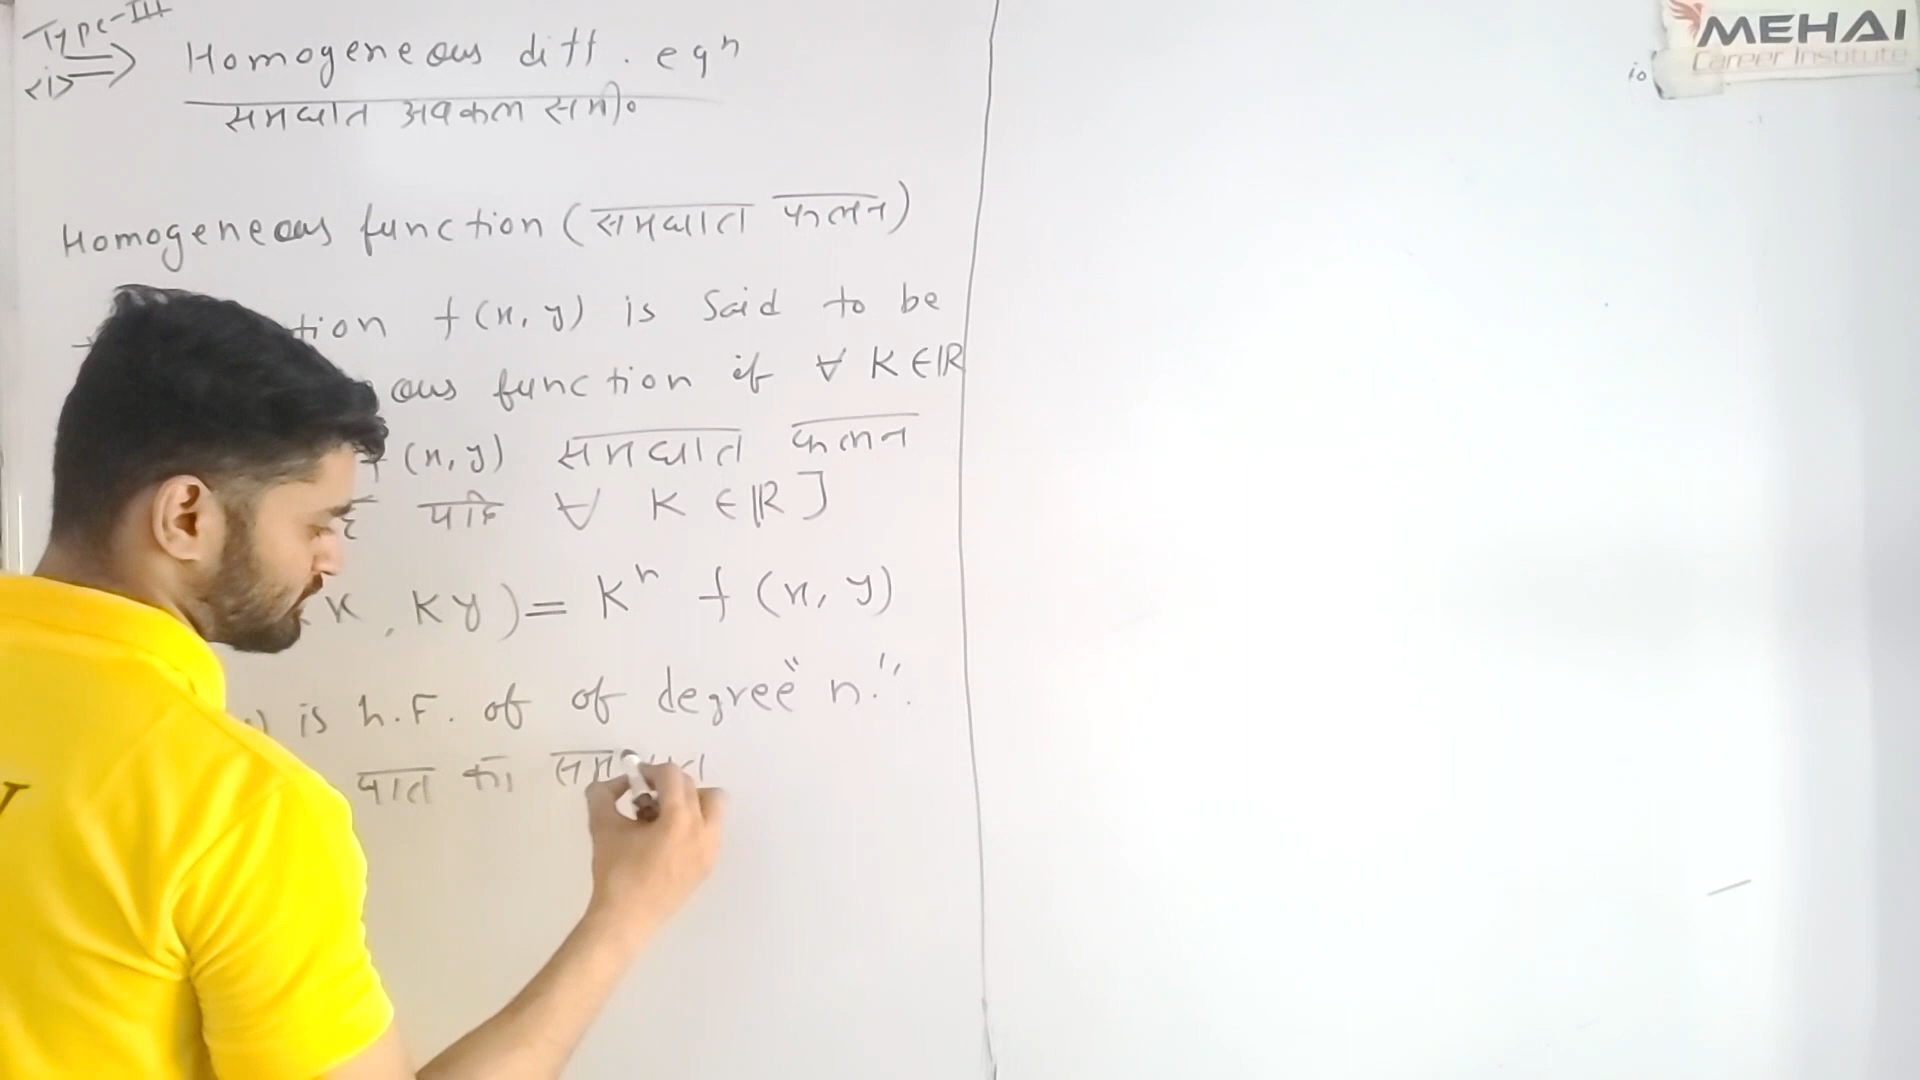 Type-III
<i> Homogeneous diff. eqn
समघात अवकल समी०
Homogeneous function (समघात फलन)
tion f(x, y) is Said to be
ous function if ∀ K ∈ ℝ
f(x, y) समघात फलन
है यदि ∀ K ∈ ℝ ]
x, Ky) = Kⁿ f(x, y)
) is h.F. of of degree "n."
घात का
MEHAI
Career Institute